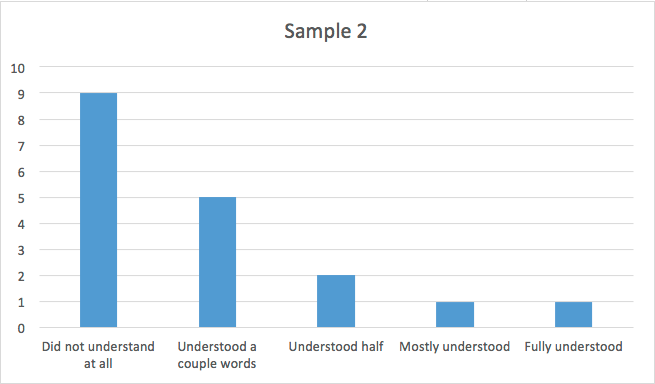 Sample 2
10
9
8
7
6
5
4
3
2
1
0
Did not understand
at all
Understood a
couple words
Understood half
Mostly understood
Fully understood